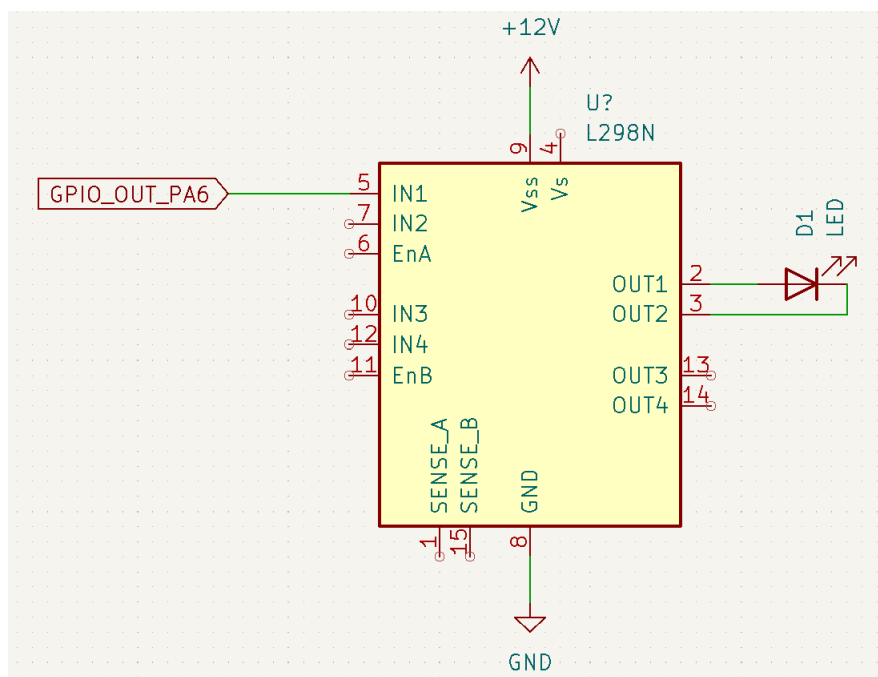 +12V
U?
L298N
9
4
Vss
Vs
GPIO_OUT_PA6
5
IN1
7
IN2
6
EnA
10
IN3
12
IN4
11
EnB
OUT1
2
OUT2
3
OUT3
13
OUT4
14
D1
LED
SENSE_A
SENSE_B
GND
1
15
8
GND